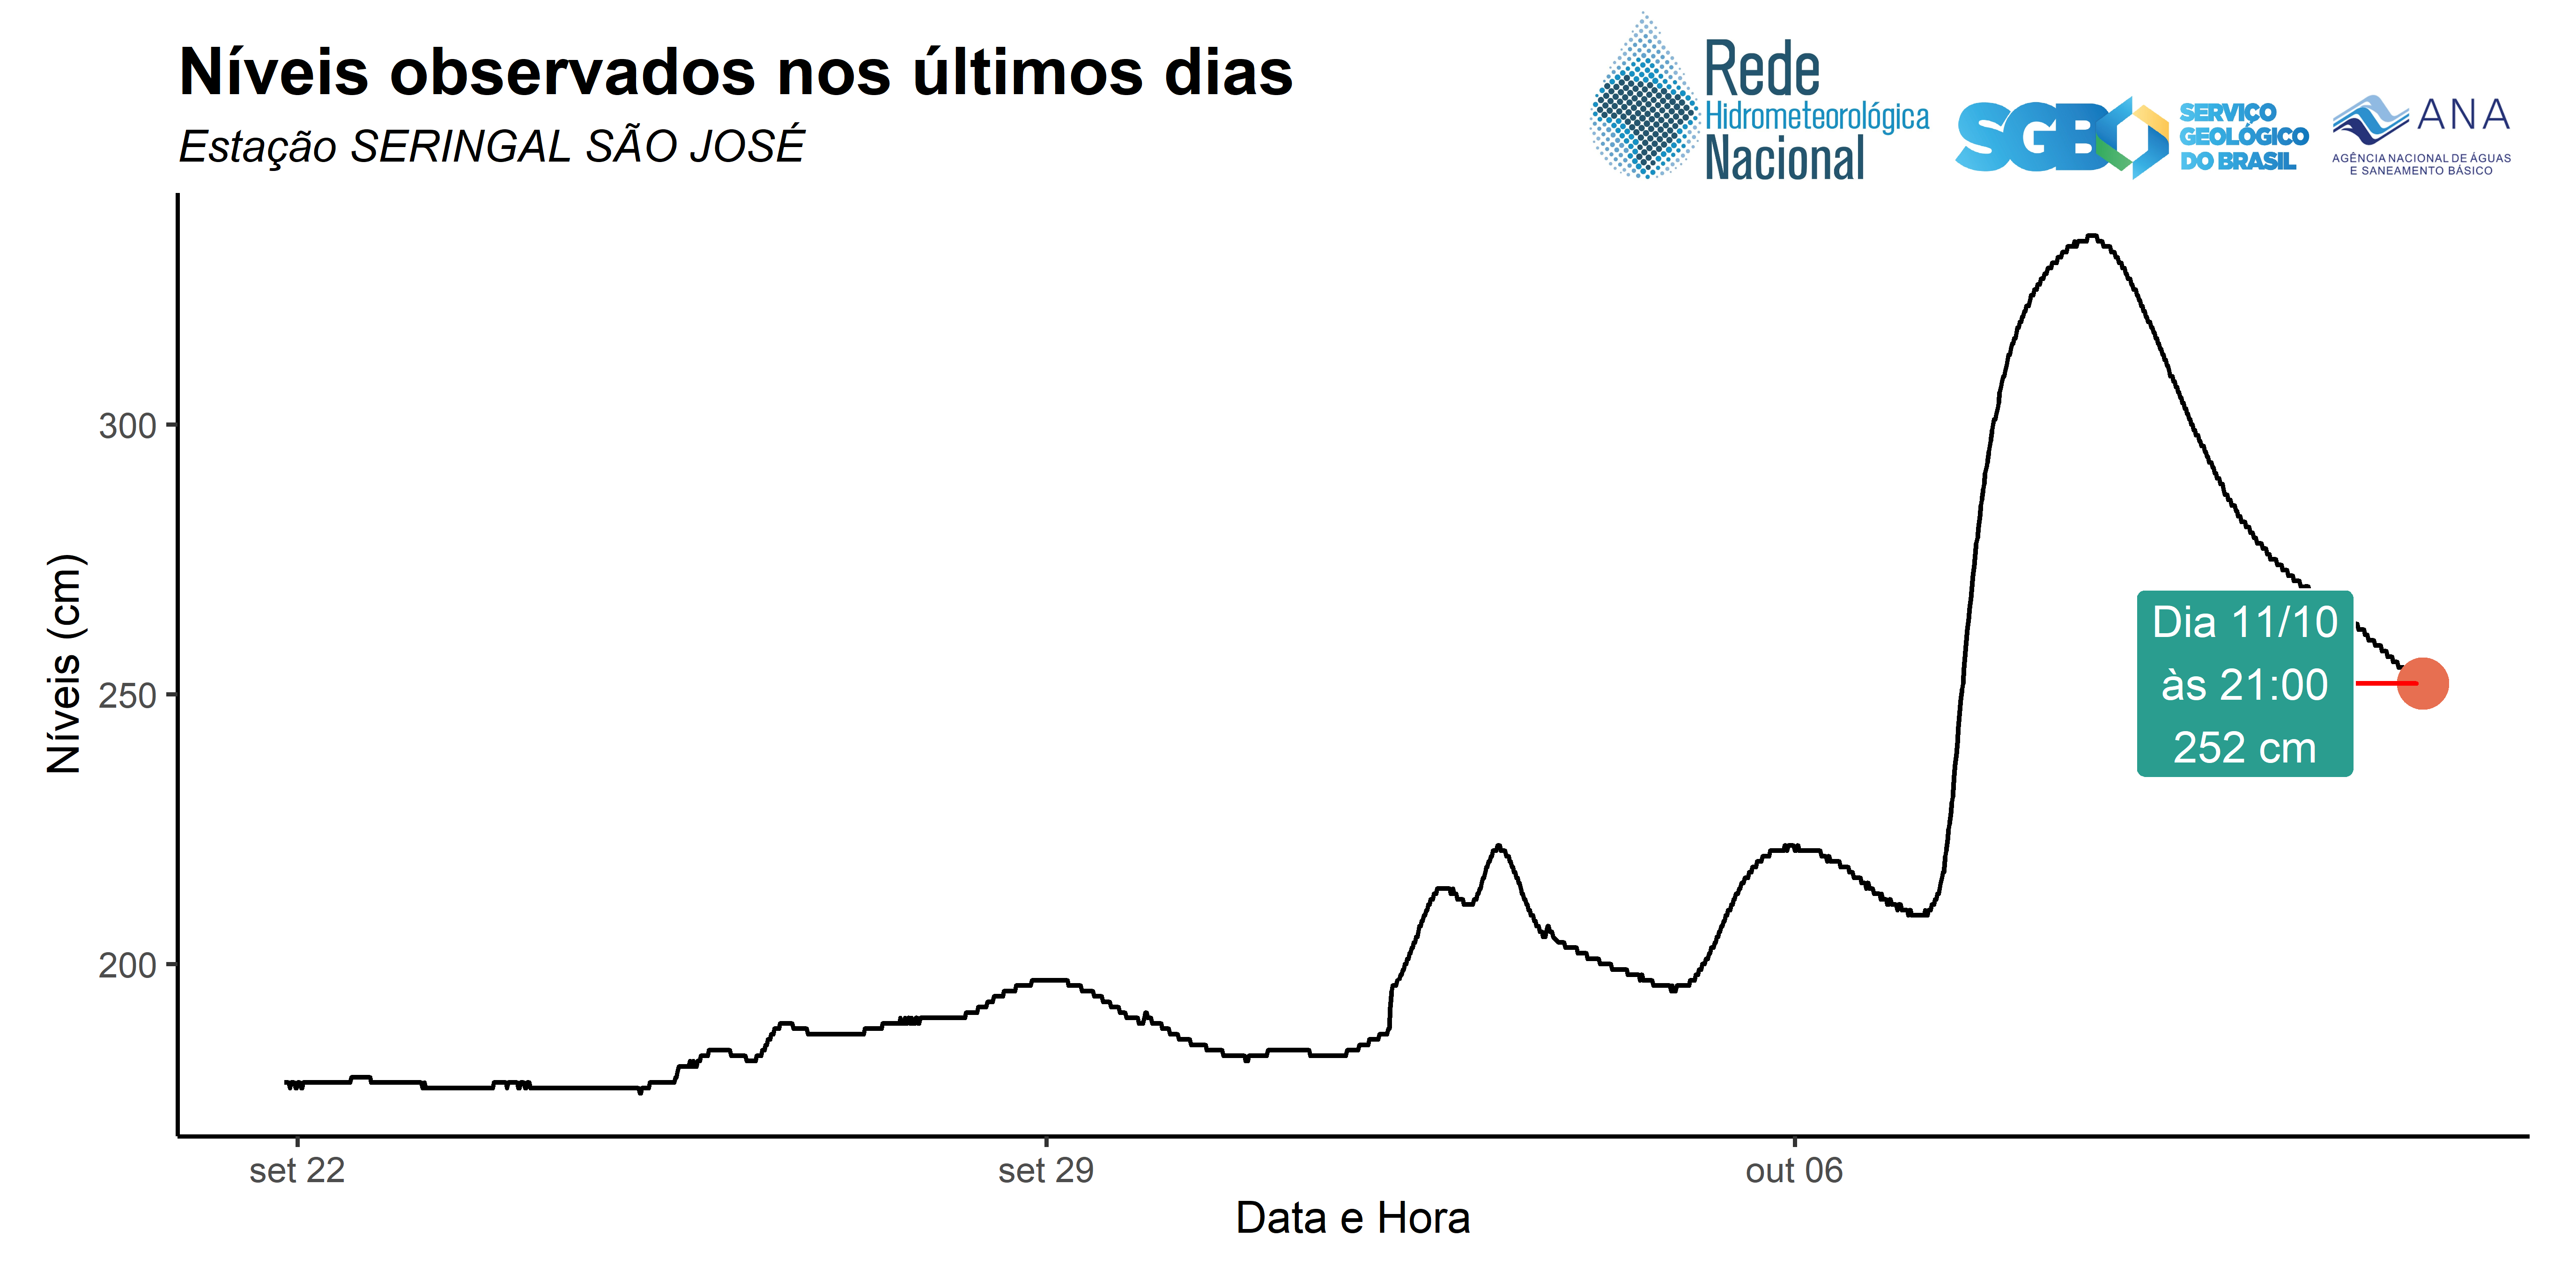 Níveis observados nos últimos dias
Estação SERINGAL SÃO JOSÉ
Rede
Hidrometeorológica
Nacional
SGB
SERVIÇO
GEOLÓGICO
DO BRASIL
ANA
AGÊNCIA NACIONAL DE ÁGUAS
E SANEAMENTO BÁSICO
Níveis (cm)
300
250
200
Dia 11/10
às 21:00
252 cm
set 22
set 29
out 06
Data e Hora